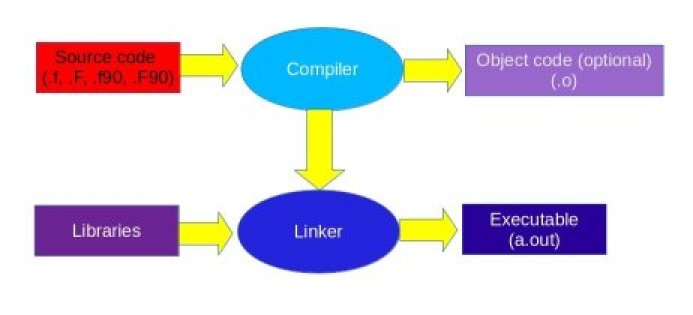 Source code
(.f, .F, .f90, .F90)
Compiler
Object code (optional)
(.o)
Libraries
Linker
Executable
(a.out)